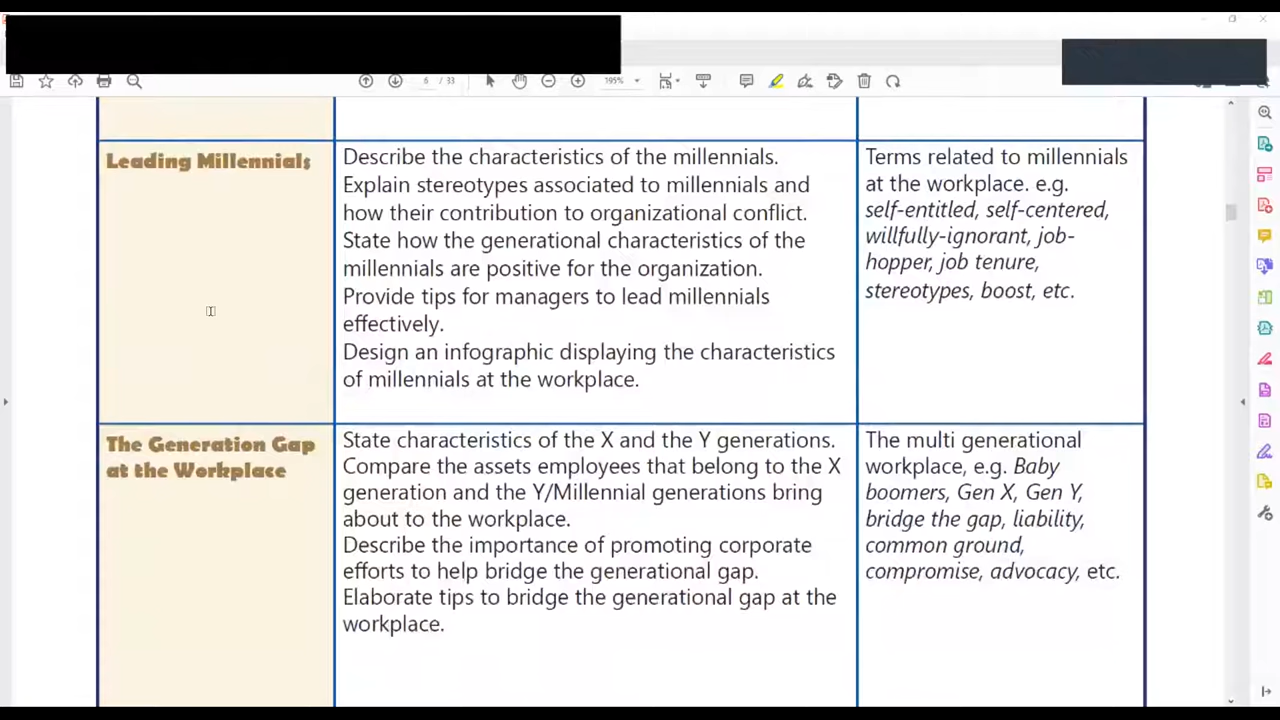 6 / 33
195%
Leading Millennials
Describe the characteristics of the millennials.
Explain stereotypes associated to millennials and
how their contribution to organizational conflict.
State how the generational characteristics of the
millennials are positive for the organization.
Provide tips for managers to lead millennials
effectively.
Design an infographic displaying the characteristics
of millennials at the workplace.
Terms related to millennials
at the workplace. e.g.
self-entitled, self-centered,
willfully-ignorant, job-
hopper, job tenure,
stereotypes, boost, etc.
The Generation Gap
at the Workplace
State characteristics of the X and the Y generations.
Compare the assets employees that belong to the X
generation and the Y/Millennial generations bring
about to the workplace.
Describe the importance of promoting corporate
efforts to help bridge the generational gap.
Elaborate tips to bridge the generational gap at the
workplace.
The multi generational
workplace, e.g. Baby
boomers, Gen X, Gen Y,
bridge the gap, liability,
common ground,
compromise, advocacy, etc.